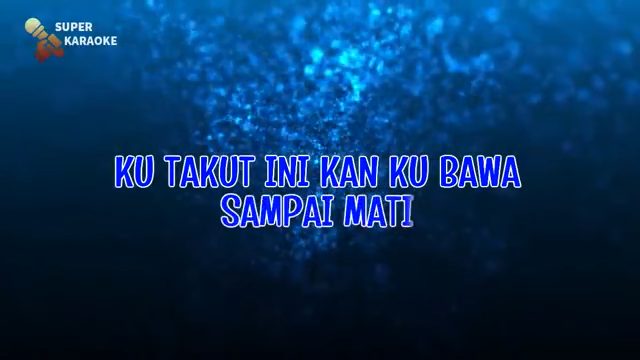 SUPER
KARAOKE
KU TAKUT INI KAN KU BAWA
SAMPAI MATI